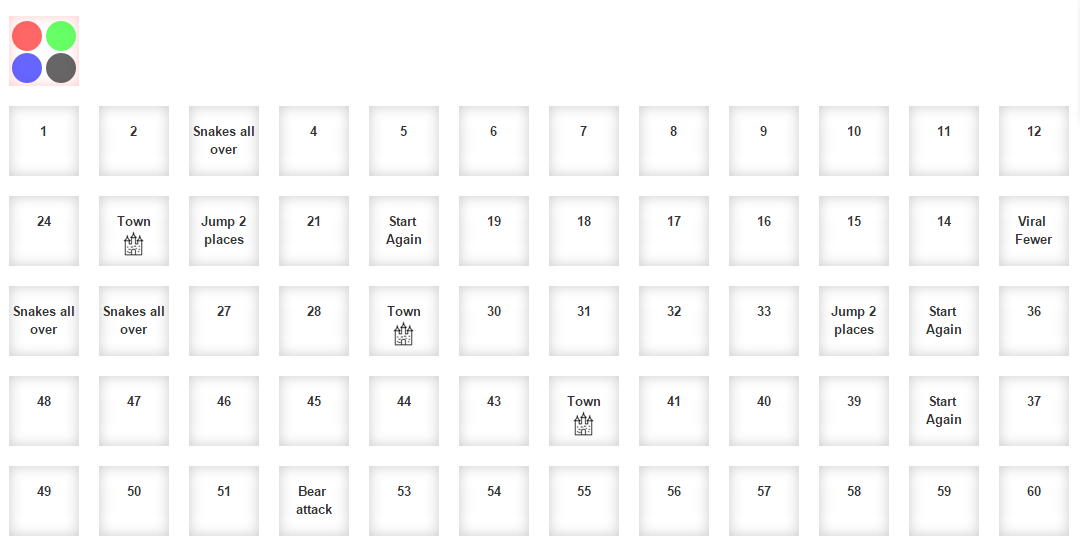 1
2
Snakes all
over
4
5
6
7
8
9
10
11
12
24
Town
Jump 2
places
21
Start
Again
19
18
17
16
15
14
Viral
Fewer
Snakes all
over
Snakes all
over
27
28
Town
30
31
32
33
Jump 2
places
Start
Again
36
48
47
46
45
44
43
Town
41
40
39
Start
Again
37
49
50
51
Bear
attack
53
54
55
56
57
58
59
60